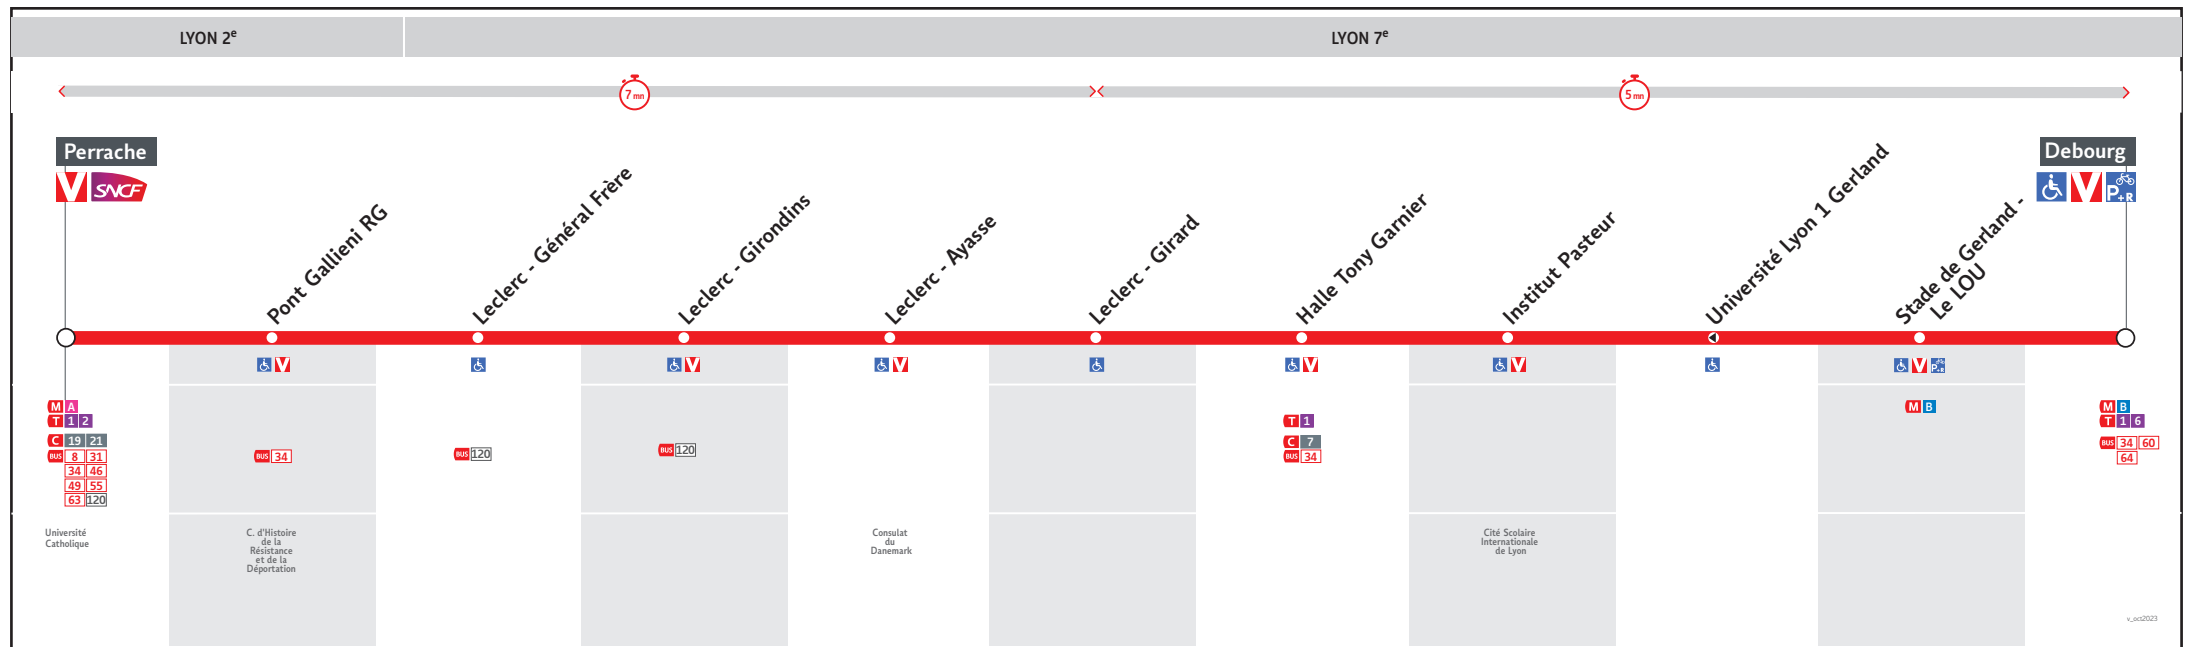 LYON 2e
LYON 7e
7 mn
5 mn
Perrache
V SNCF
Pont Gallieni RG
Leclerc - Général Frère
Leclerc - Girondins
Leclerc - Ayasse
Leclerc - Girard
Halle Tony Garnier
Institut Pasteur
Université Lyon 1 Gerland
Stade de Gerland -
Le LOU
Debourg
V P+R
V
V
V
V
V
V P+R
M A
T 1 2
C 19 21
BUS 8 31
34 46
49 55
63 120
BUS 34
BUS 120
BUS 120
T 1
C 7
BUS 34
M B
M B
T 1 6
BUS 34 60
64
Université
Catholique
C. d'Histoire
de la
Résistance
et de la
Déportation
Consulat
du
Danemark
Cité Scolaire
Internationale
de Lyon
v_oct2023